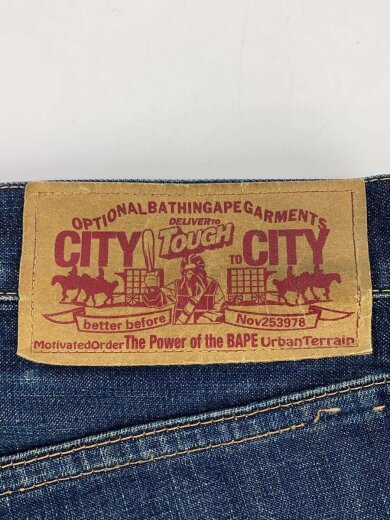 OPTIONAL BATHINGAPE GARMENTS
DELIVER TO
CITY TOUGH TO CITY
better before Nov253978
MotivatedOrder The Power of the BAPE UrbanTerrain